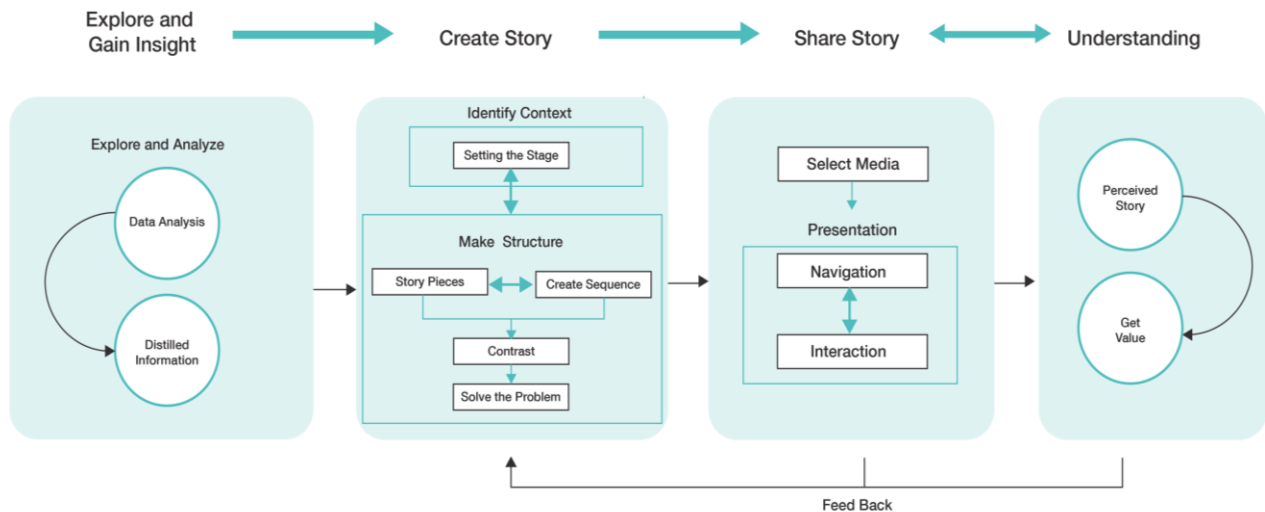 Explore and
Gain Insight
Create Story
Share Story
Understanding
Explore and Analyze
Data Analysis
Distilled
Information
Identify Context
Setting the Stage
Make Structure
Story Pieces
Create Sequence
Contrast
Solve the Problem
Select Media
Presentation
Navigation
Interaction
Perceived
Story
Get
Value
Feed Back